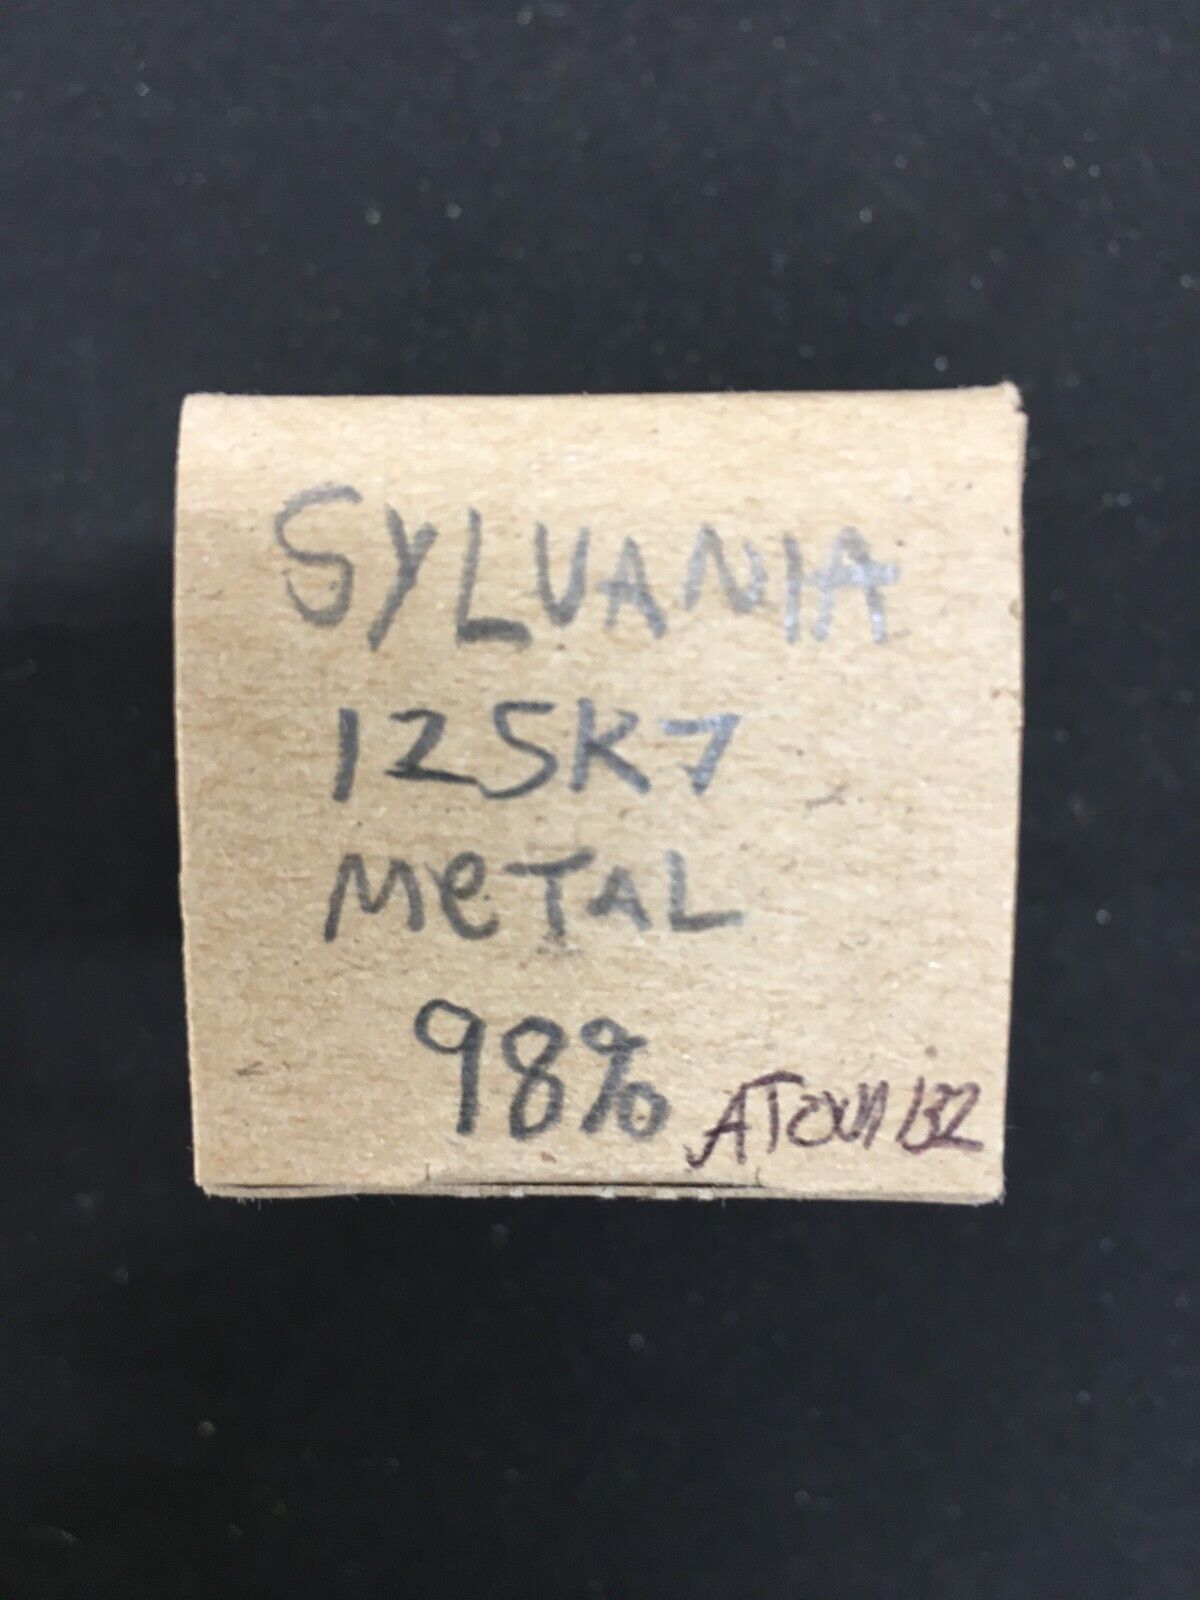 SYLVANIA
12SK7
MeTAL
98%